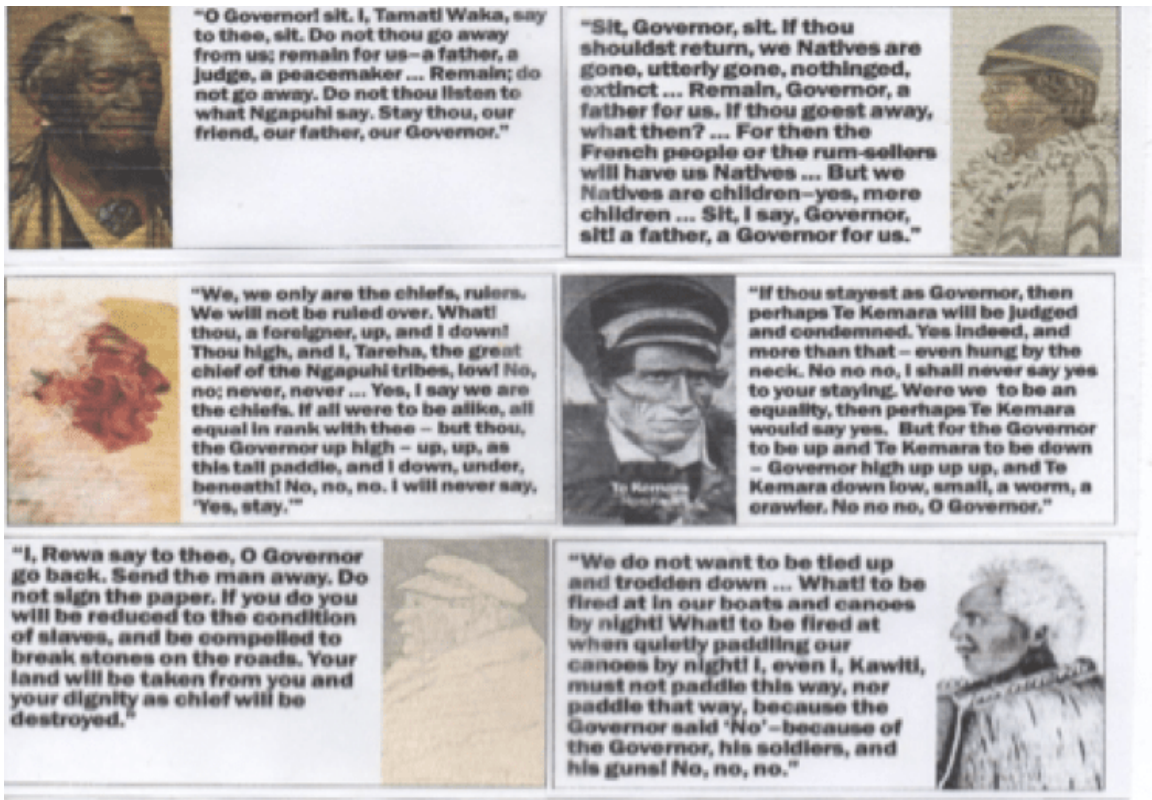 "O Governor! sit. I, Tamati Waka, say
to thee, sit. Do not thou go away
from us; remain for us—a father, a
judge, a peacemaker ... Remain; do
not go away. Do not thou listen to
what Ngapuhi say. Stay thou, our
friend, our father, our Governor."
"Sit, Governor, sit. If thou
shouldst return, we Natives are
gone, utterly gone, nothinged,
extinct ... Remain, Governor, a
father for us. If thou goest away,
what then? ... For then the
French people or the rum-sellers
will have us Natives ... But we
Natives are children—yes, mere
children ... Sit, I say, Governor,
sit! a father, a Governor for us."
"We, we only are the chiefs, rulers.
We will not be ruled over. What!
thou, a foreigner, up, and I down!
Thou high, and I, Tareha, the great
chief of the Ngapuhi tribes, low! No,
no; never, never ... Yes, I say we are
the chiefs. If all were to be alike, all
equal in rank with thee – but thou,
the Governor up high – up, up, as
this tall paddle, and I down, under,
beneath! No, no, no. I will never say,
'Yes, stay.'"
"If thou stayest as Governor, then
perhaps Te Kemara will be judged
and condemned. Yes indeed, and
more than that – even hung by the
neck. No no no, I shall never say yes
to your staying. Were we to be an
equality, then perhaps Te Kemara
would say yes. But for the Governor
to be up and Te Kemara to be down
– Governor high up up up, and Te
Kemara down low, small, a worm, a
crawler. No no no, O Governor."
Te Kemara
"I, Rewa say to thee, O Governor
go back. Send the man away. Do
not sign the paper. If you do you
will be reduced to the condition
of slaves, and be compelled to
break stones on the roads. Your
land will be taken from you and
your dignity as chief will be
destroyed."
"We do not want to be tied up
and trodden down ... What! to be
fired at in our boats and canoes
by night! What! to be fired at
when quietly paddling our
canoes by night! I, even I, Kawiti,
must not paddle this way, nor
paddle that way, because the
Governor said 'No'—because of
the Governor, his soldiers, and
his guns! No, no, no."